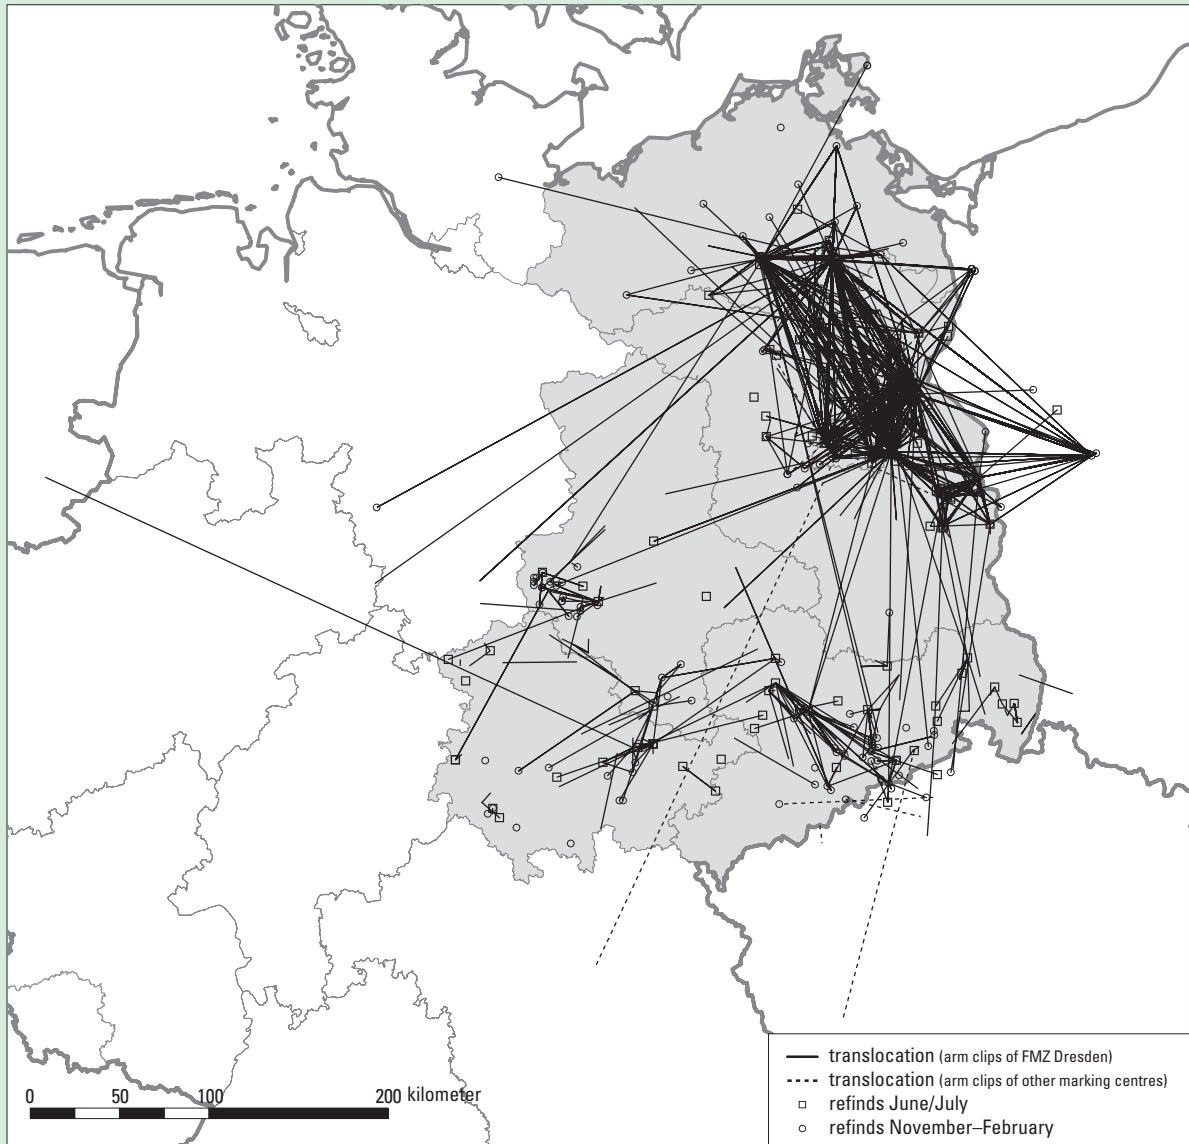 translocation (arm clips of FMZ Dresden)
translocation (arm clips of other marking centres)
refinds June/July
refinds November–February
0 50 100 200 kilometer